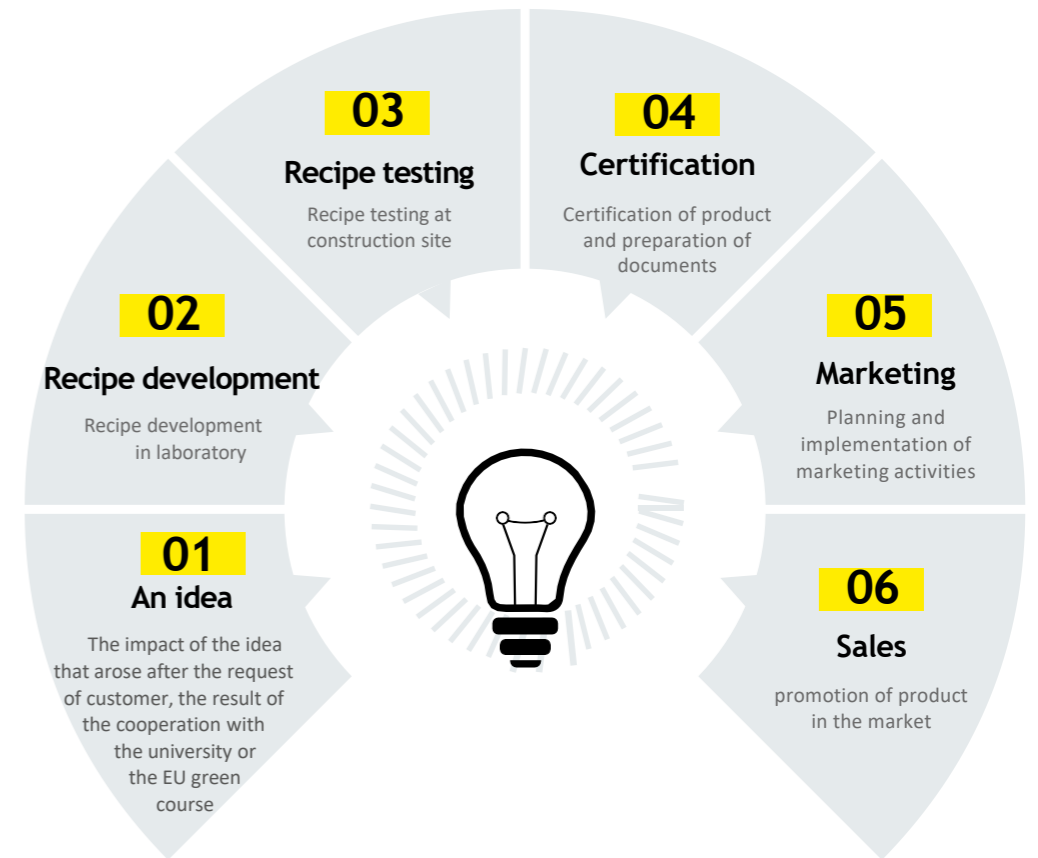 01
An idea
The impact of the idea
that arose after the request
of customer, the result of
the cooperation with
the university or
the EU green
course
02
Recipe development
Recipe development
in laboratory
03
Recipe testing
Recipe testing at
construction site
04
Certification
Certification of product
and preparation of
documents
05
Marketing
Planning and
implementation of
marketing activities
06
Sales
promotion of product
in the market